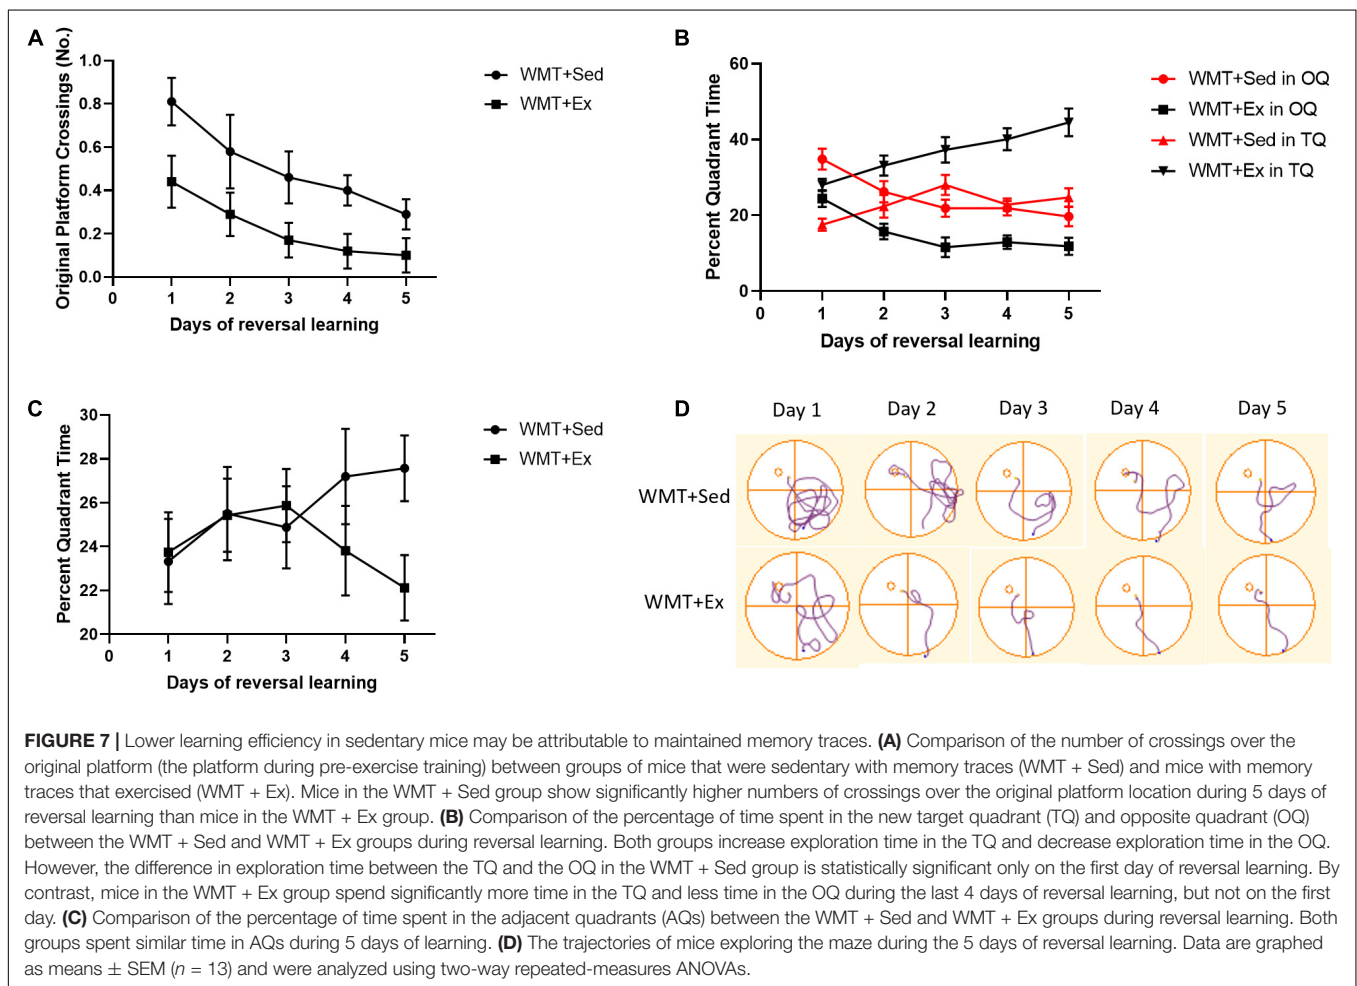 A
Original Platform Crossings (No.)
1.0
0.8
0.6
0.4
0.2
0.0
0 1 2 3 4 5
Days of reversal learning
WMT+Sed
WMT+Ex
B
Percent Quadrant Time
60
40
20
0
0 1 2 3 4 5
Days of reversal learning
WMT+Sed in OQ
WMT+Ex in OQ
WMT+Sed in TQ
WMT+Ex in TQ
C
Percent Quadrant Time
30
28
26
24
22
20
0 1 2 3 4 5
Days of reversal learning
WMT+Sed
WMT+Ex
D
Day 1 Day 2 Day 3 Day 4 Day 5
WMT+Sed
WMT+Ex
FIGURE 7 | Lower learning efficiency in sedentary mice may be attributable to maintained memory traces. (A) Comparison of the number of crossings over the
original platform (the platform during pre-exercise training) between groups of mice that were sedentary with memory traces (WMT + Sed) and mice with memory
traces that exercised (WMT + Ex). Mice in the WMT + Sed group show significantly higher numbers of crossings over the original platform location during 5 days of
reversal learning than mice in the WMT + Ex group. (B) Comparison of the percentage of time spent in the new target quadrant (TQ) and opposite quadrant (OQ)
between the WMT + Sed and WMT + Ex groups during reversal learning. Both groups increase exploration time in the TQ and decrease exploration time in the OQ.
However, the difference in exploration time between the TQ and the OQ in the WMT + Sed group is statistically significant only on the first day of reversal learning. By
contrast, mice in the WMT + Ex group spend significantly more time in the TQ and less time in the OQ during the last 4 days of reversal learning, but not on the first
day. (C) Comparison of the percentage of time spent in the adjacent quadrants (AQs) between the WMT + Sed and WMT + Ex groups during reversal learning. Both
groups spent similar time in AQs during 5 days of learning. (D) The trajectories of mice exploring the maze during the 5 days of reversal learning. Data are graphed
as means ± SEM (n = 13) and were analyzed using two-way repeated-measures ANOVAs.